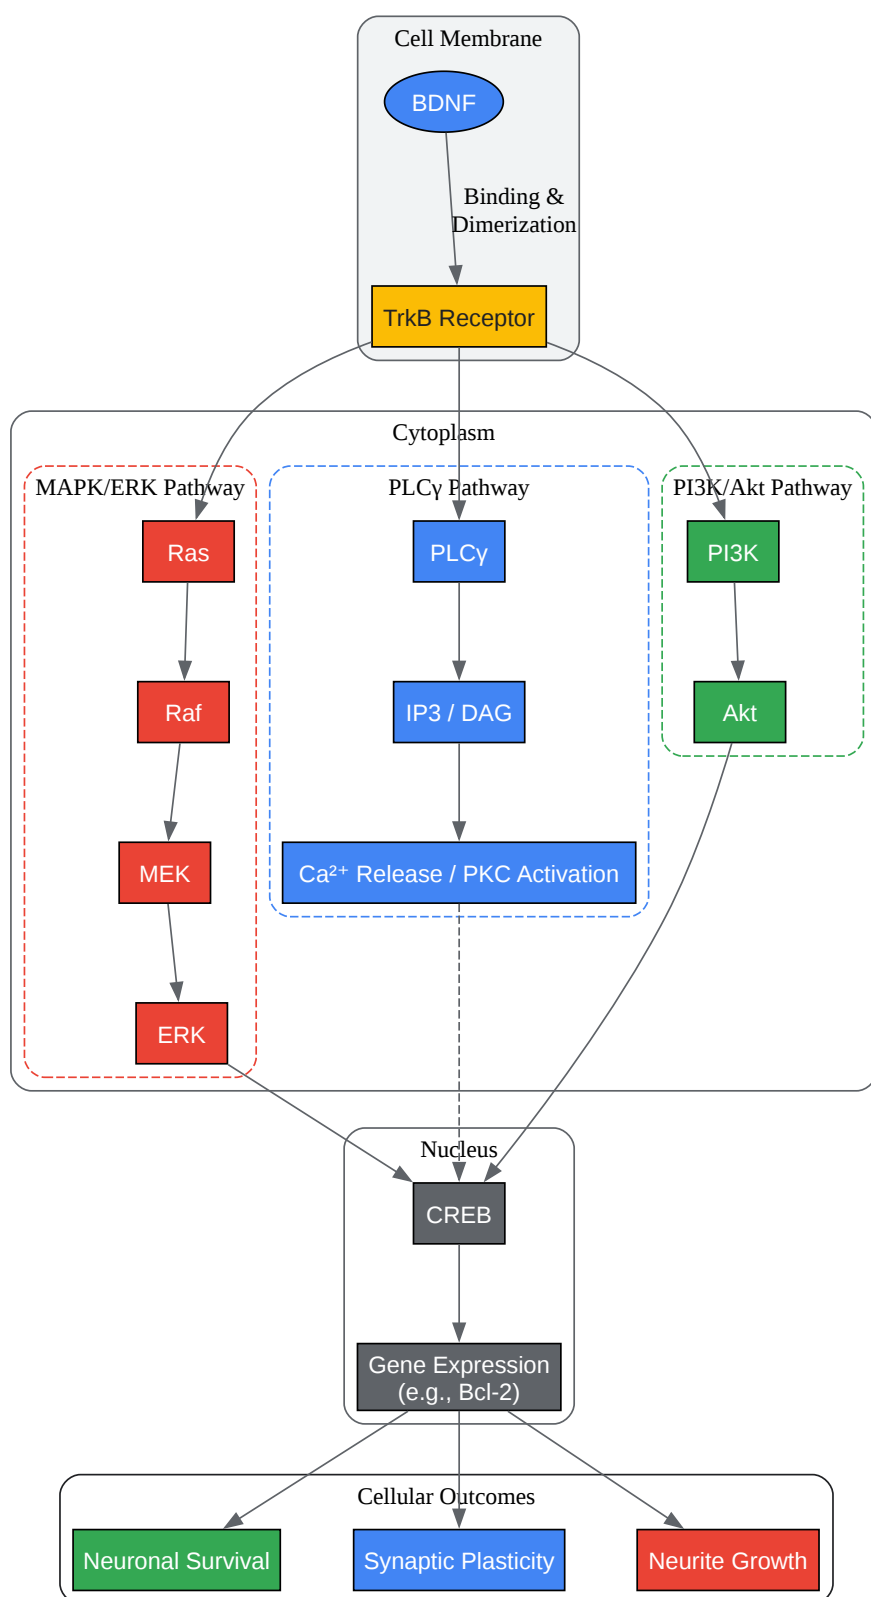 Cell Membrane
BDNF
Binding &
Dimerization
TrkB Receptor
Cytoplasm
MAPK/ERK Pathway
PLCγ Pathway
PI3K/Akt Pathway
Ras
PLCγ
PI3K
Raf
IP3 / DAG
Akt
MEK
Ca²⁺ Release / PKC Activation
ERK
Nucleus
CREB
Gene Expression
(e.g., Bcl-2)
Cellular Outcomes
Neuronal Survival
Synaptic Plasticity
Neurite Growth